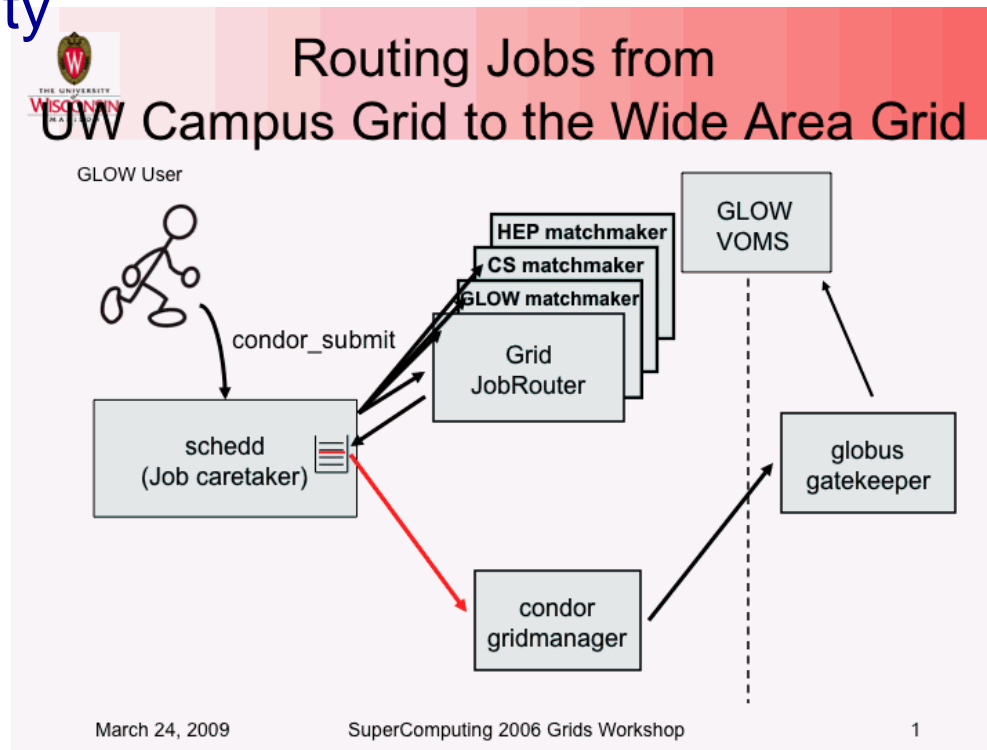 ty
Routing Jobs from
UW Campus Grid to the Wide Area Grid
THE UNIVERSITY
WISCONSIN
MADISON
GLOW User
HEP matchmaker
CS matchmaker
GLOW matchmaker
Grid
JobRouter
GLOW
VOMS
condor_submit
schedd
(Job caretaker)
globus
gatekeeper
condor
gridmanager
March 24, 2009
SuperComputing 2006 Grids Workshop
1